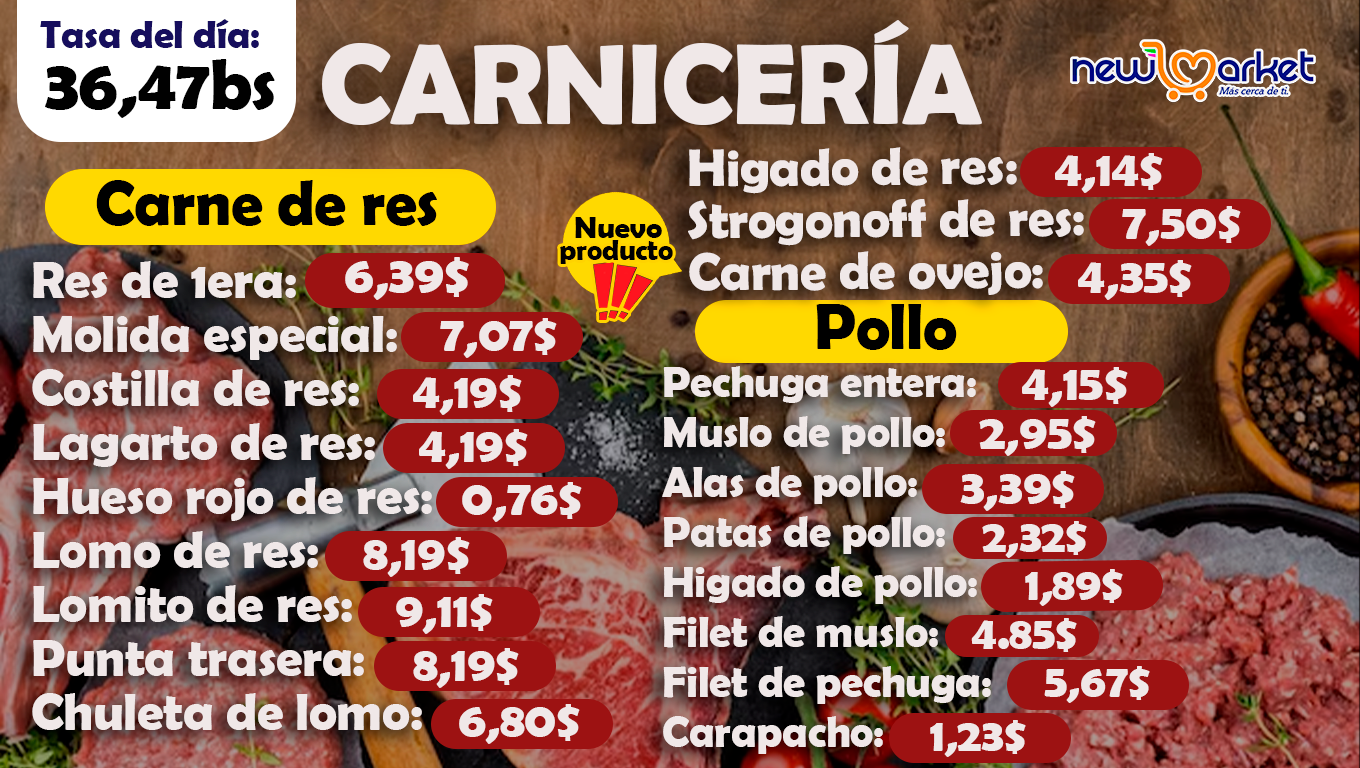 Tasa del día:
36,47bs
CARNICERÍA
new market
Más cerca de ti.
Carne de res
Res de 1era: 6,39$
Molida especial: 7,07$
Costilla de res: 4,19$
Lagarto de res: 4,19$
Hueso rojo de res: 0,76$
Lomo de res: 8,19$
Lomito de res: 9,11$
Punta trasera: 8,19$
Chuleta de lomo: 6,80$
Nuevo
producto
Higado de res: 4,14$
Strogonoff de res: 7,50$
Carne de ovejo: 4,35$
Pollo
Pechuga entera: 4,15$
Muslo de pollo: 2,95$
Alas de pollo: 3,39$
Patas de pollo: 2,32$
Higado de pollo: 1,89$
Filet de muslo: 4.85$
Filet de pechuga: 5,67$
Carapacho: 1,23$